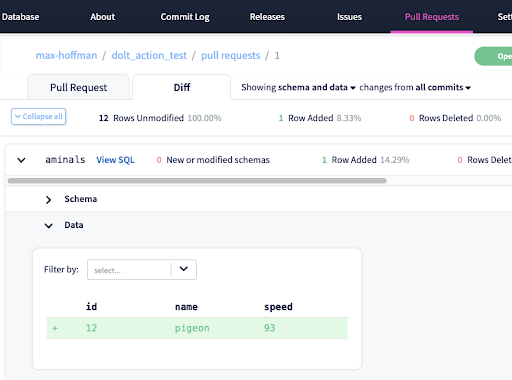 Database About Commit Log Releases Issues Pull Requests
max-hoffman / dolt_action_test / pull requests / 1
Pull Request Diff Showing schema and data changes from all commits
Collapse all 12 Rows Unmodified 100.00% 1 Row Added 8.33% 0 Rows Deleted 0.00%
aminals View SQL 0 New or modified schemas 1 Row Added 14.29% 0 Rows Delet
Schema
Data
Filter by: select...
id name speed
+ 12 pigeon 93